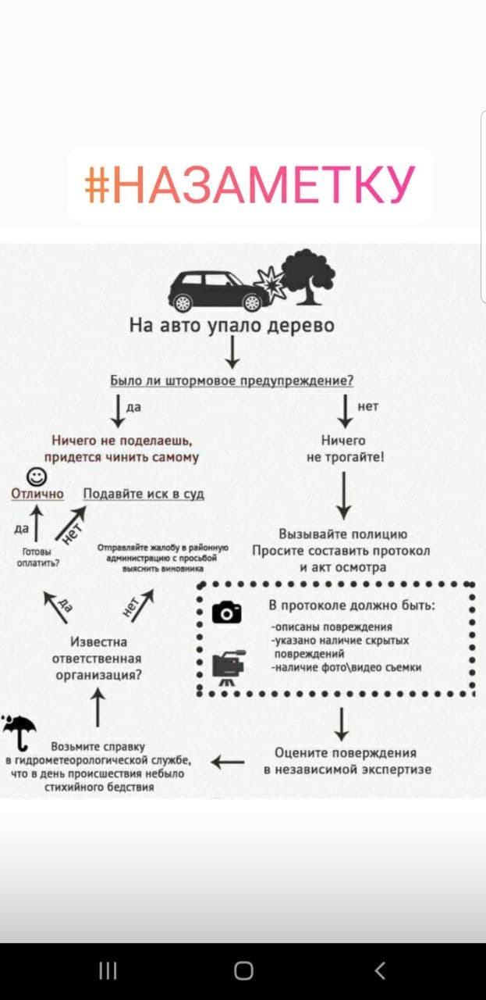 #НАЗАМЕТКУ
На авто упало дерево
Было ли штормовое предупреждение?
да
нет
Ничего не поделаешь,
придется чинить самому
Ничего
не трогайте!
Отлично
Подавайте иск в суд
да
нет
Готовы
оплатить?
Отправляйте жалобу в районную
администрацию с просьбой
выяснить виновника
Вызывайте полицию
Просите составить протокол
и акт осмотра
да
нет
В протоколе должно быть:
-описаны повреждения
-указано наличие скрытых
повреждений
-наличие фото\видео съемки
Известна
ответственная
организация?
Возьмите справку
в гидрометеорологической службе,
что в день происшествия небыло
стихийного бедствия
Оцените поверждения
в независимой экспертизе